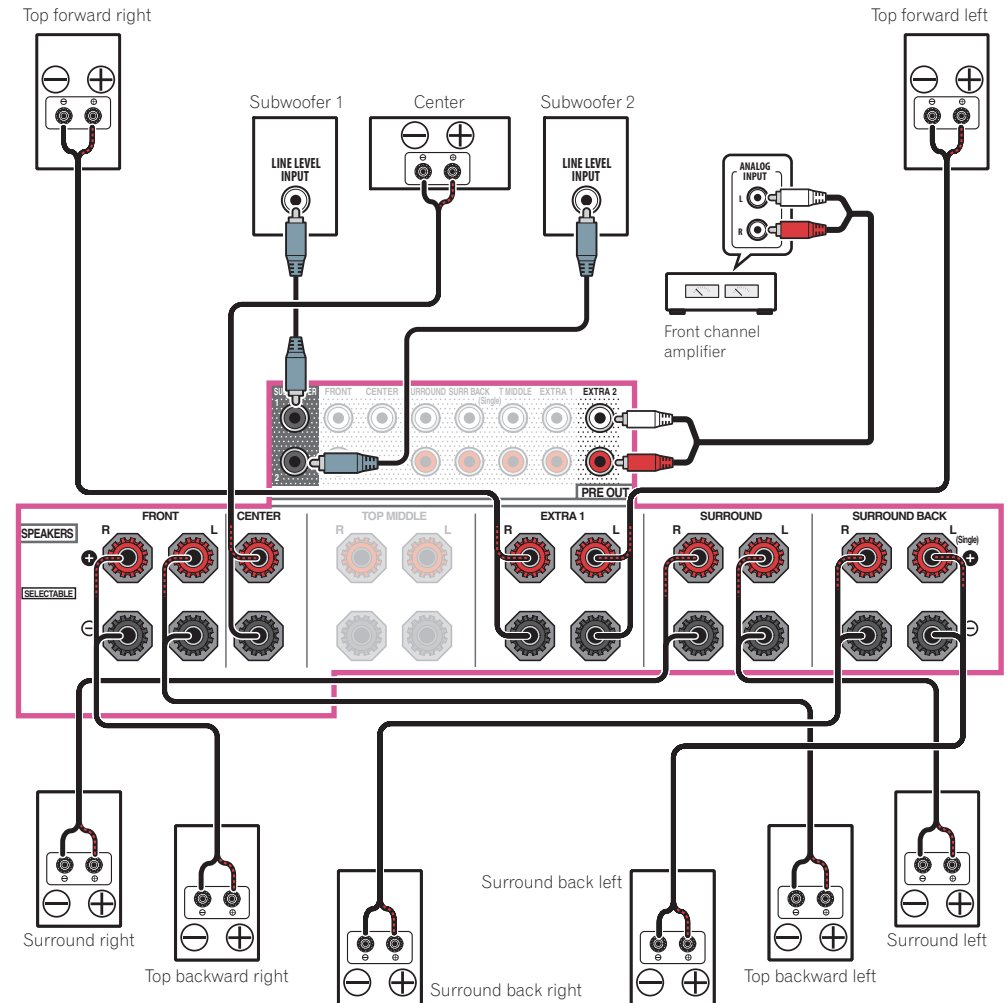 Top forward right
Top forward left
Subwoofer 1
Center
Subwoofer 2
LINE LEVEL
INPUT
LINE LEVEL
INPUT
ANALOG
INPUT
L
R
Front channel
amplifier
FRONT CENTER SURR BACK T MIDDLE EXTRA 1 EXTRA 2
(Single)
1
2
PRE OUT
SPEAKERS
FRONT
CENTER
TOP MIDDLE
EXTRA 1
SURROUND
SURROUND BACK
R L
R L
R L
R L
R L
(Single)
SELECTABLE
Surround back left
Surround right
Surround left
Top backward right
Top backward left
Surround back right